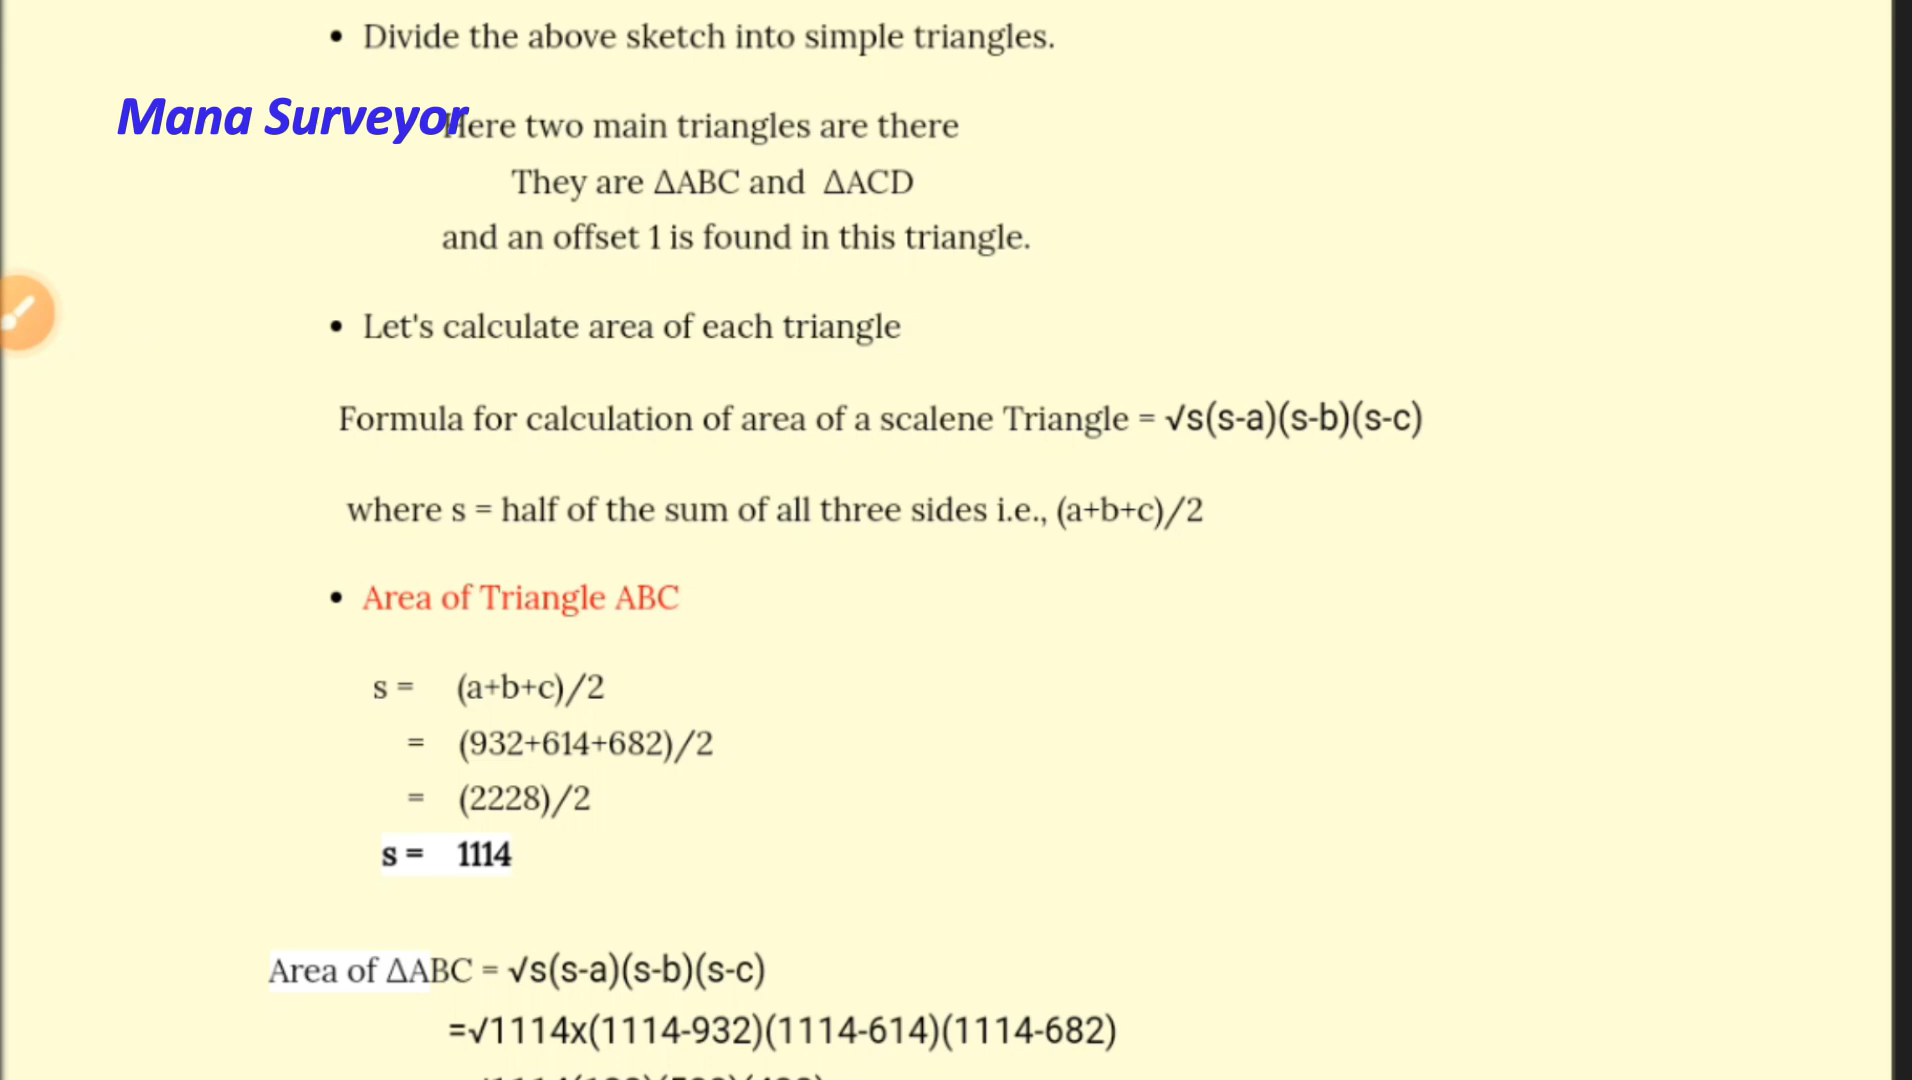 • Divide the above sketch into simple triangles.
Mana Surveyor
Here two main triangles are there
They are ΔABC and ΔACD
and an offset 1 is found in this triangle.
• Let's calculate area of each triangle
Formula for calculation of area of a scalene Triangle = √s(s-a)(s-b)(s-c)
where s = half of the sum of all three sides i.e., (a+b+c)/2
• Area of Triangle ABC
s = (a+b+c)/2
= (932+614+682)/2
= (2228)/2
s = 1114
Area of ΔABC = √s(s-a)(s-b)(s-c)
=√1114x(1114-932)(1114-614)(1114-682)